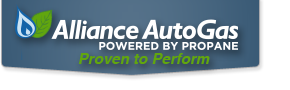 Alliance AutoGas
POWERED BY PROPANE
Proven to Perform